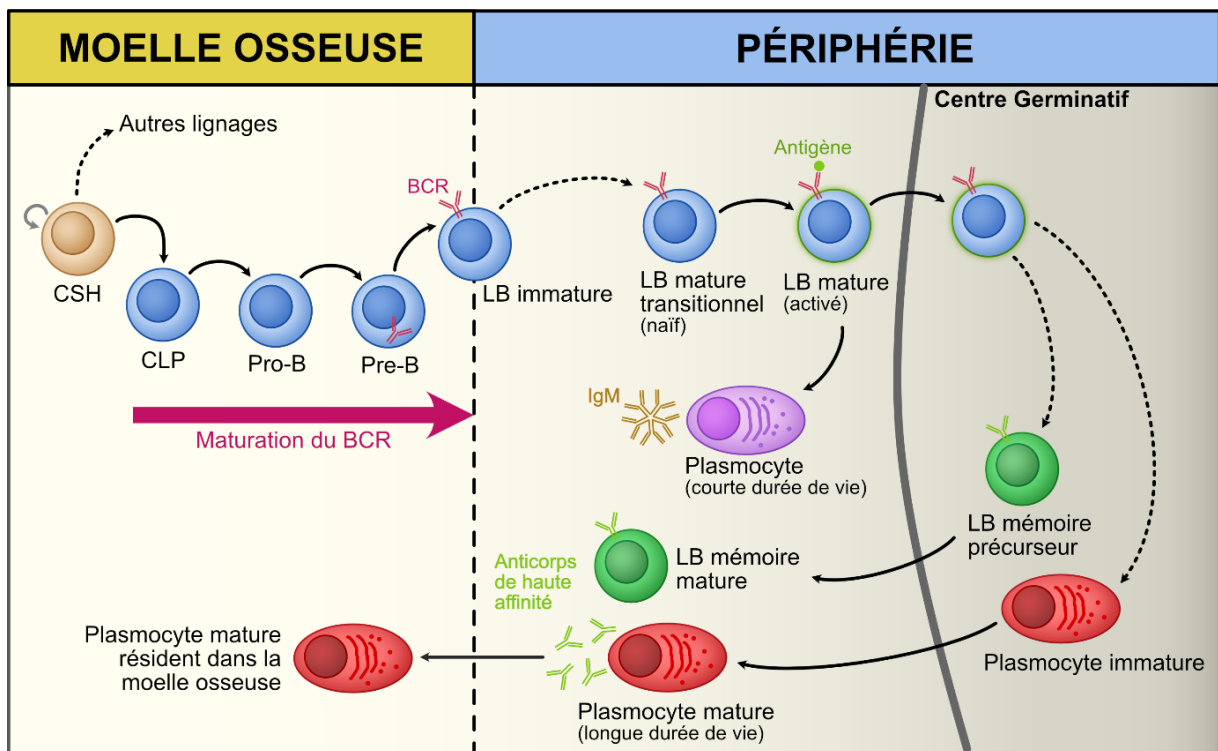 MOELLE OSSEUSE
PÉRIPHÉRIE
Centre Germinatif
Autres lignages
Antigène
BCR
CSH
LB immature
LB mature
transitionnel
(naïf)
LB mature
(activé)
CLP
Pro-B
Pre-B
Maturation du BCR
IgM
Plasmocyte
(courte durée de vie)
LB mémoire
précurseur
LB mémoire
mature
Anticorps
de haute
affinité
Plasmocyte mature
résident dans la
moelle osseuse
Plasmocyte immature
Plasmocyte mature
(longue durée de vie)